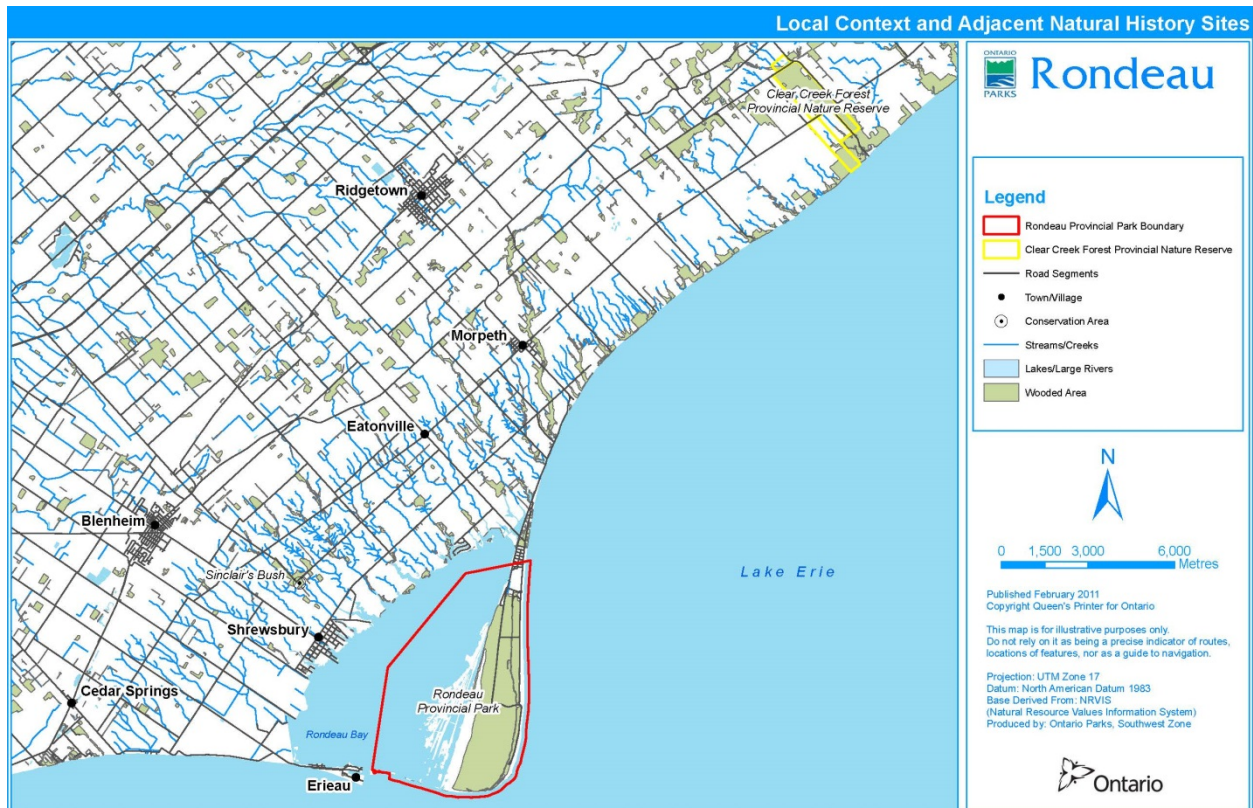 Local Context and Adjacent Natural History Sites
Clear Creek Forest
Provincial Nature Reserve
Ridgetown
Morpeth
Eatonville
Blenheim
Sinclair's Bush
Lake Erie
Shrewsbury
Cedar Springs
Rondeau
Provincial Park
Rondeau Bay
Erieau
ONTARIO
PARKS
Rondeau
Legend
Rondeau Provincial Park Boundary
Clear Creek Forest Provincial Nature Reserve
Road Segments
Town/Village
Conservation Area
Streams/Creeks
Lakes/Large Rivers
Wooded Area
N
0 1,500 3,000 6,000
Metres
Published February 2011
Copyright Queen's Printer for Ontario
This map is for illustrative purposes only.
Do not rely on it as being a precise indicator of routes,
locations of features, nor as a guide to navigation.
Projection: UTM Zone 17
Datum: North American Datum 1983
Base Derived From: NRVIS
(Natural Resource Values Information System)
Produced by: Ontario Parks, Southwest Zone
Ontario